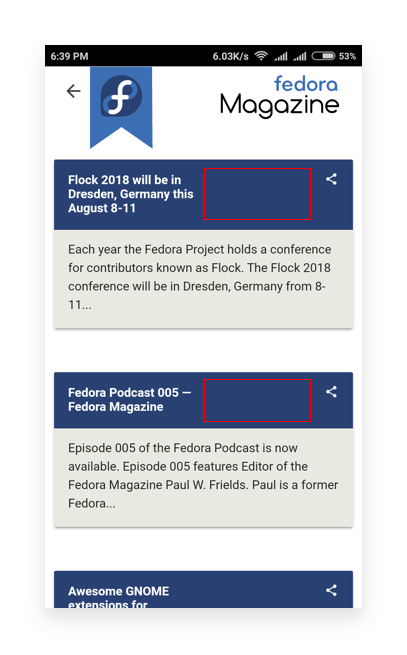 6:39 PM 6.03K/s 53%
fedora
Magazine
Flock 2018 will be in
Dresden, Germany this
August 8-11
Each year the Fedora Project holds a conference
for contributors known as Flock. The Flock 2018
conference will be in Dresden, Germany from 8-
11...
Fedora Podcast 005 —
Fedora Magazine
Episode 005 of the Fedora Podcast is now
available. Episode 005 features Editor of the
Fedora Magazine Paul W. Frields. Paul is a former
Fedora...
Awesome GNOME
extensions for